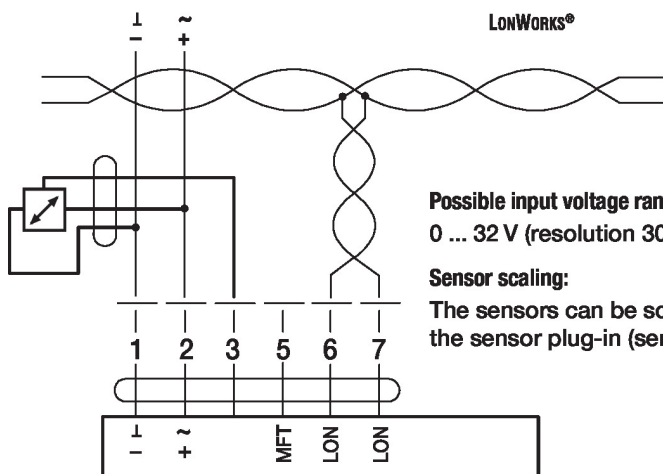 ⊥ ~
− +
LONWORKS®
Possible input voltage ran
0 ... 32 V (resolution 30
Sensor scaling:
The sensors can be sc
the sensor plug-in (ser
1 2 3 5 6 7
⊥ ~
− + MFT LON LON